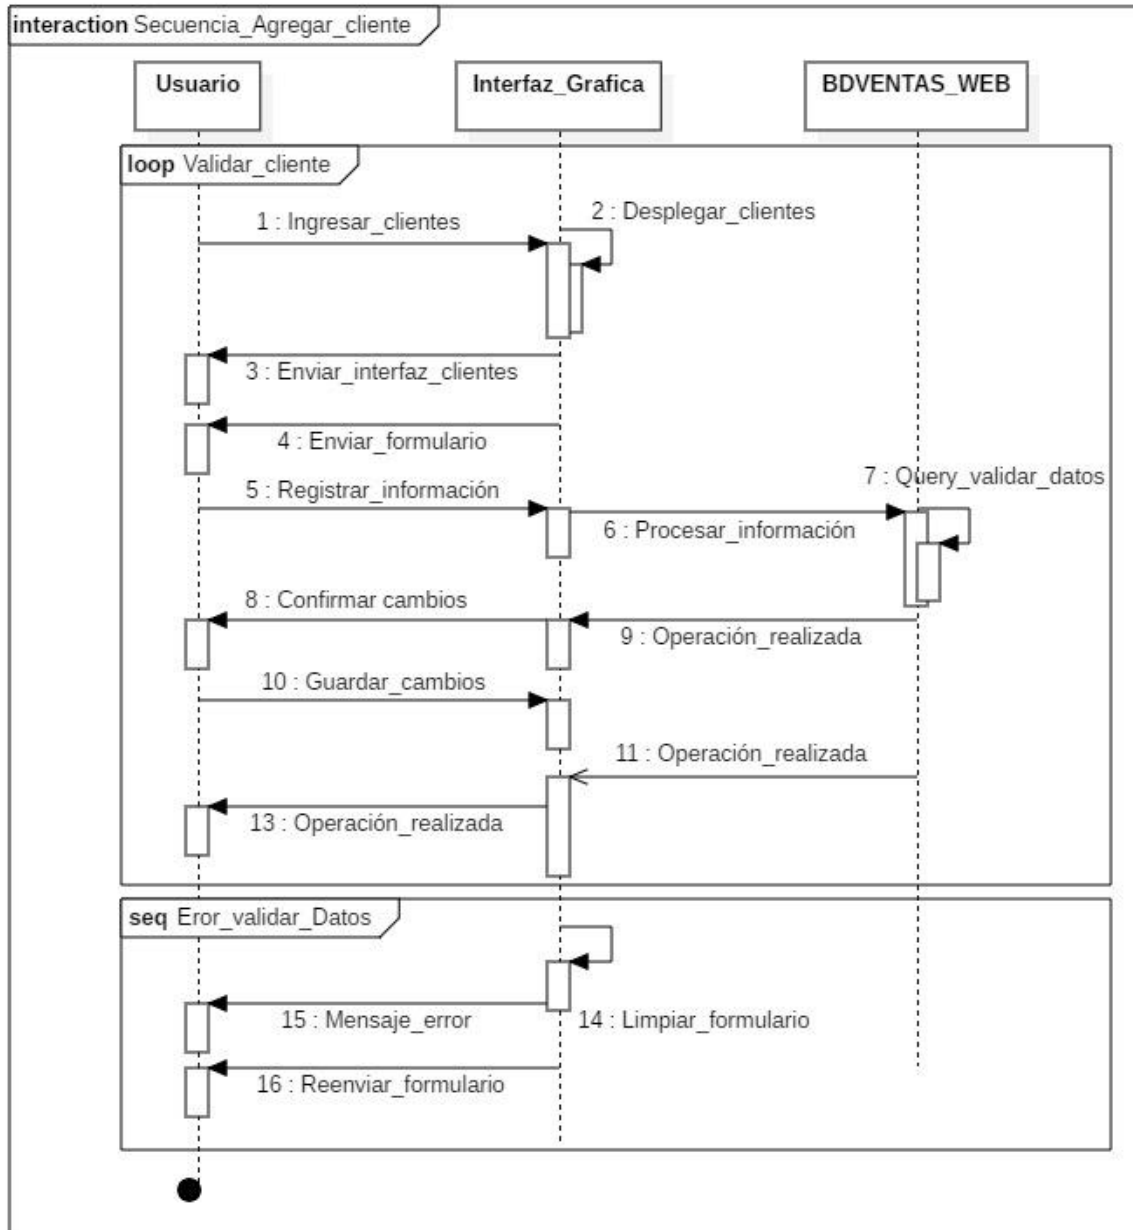 interaction Secuencia_Agregar_cliente
Usuario
Interfaz_Grafica
BDVENTAS_WEB
loop Validar_cliente
1 : Ingresar_clientes
2 : Desplegar_clientes
3 : Enviar_interfaz_clientes
4 : Enviar_formulario
5 : Registrar_información
6 : Procesar_información
7 : Query_validar_datos
8 : Confirmar cambios
9 : Operación_realizada
10 : Guardar_cambios
11 : Operación_realizada
13 : Operación_realizada
seq Eror_validar_Datos
14 : Limpiar_formulario
15 : Mensaje_error
16 : Reenviar_formulario